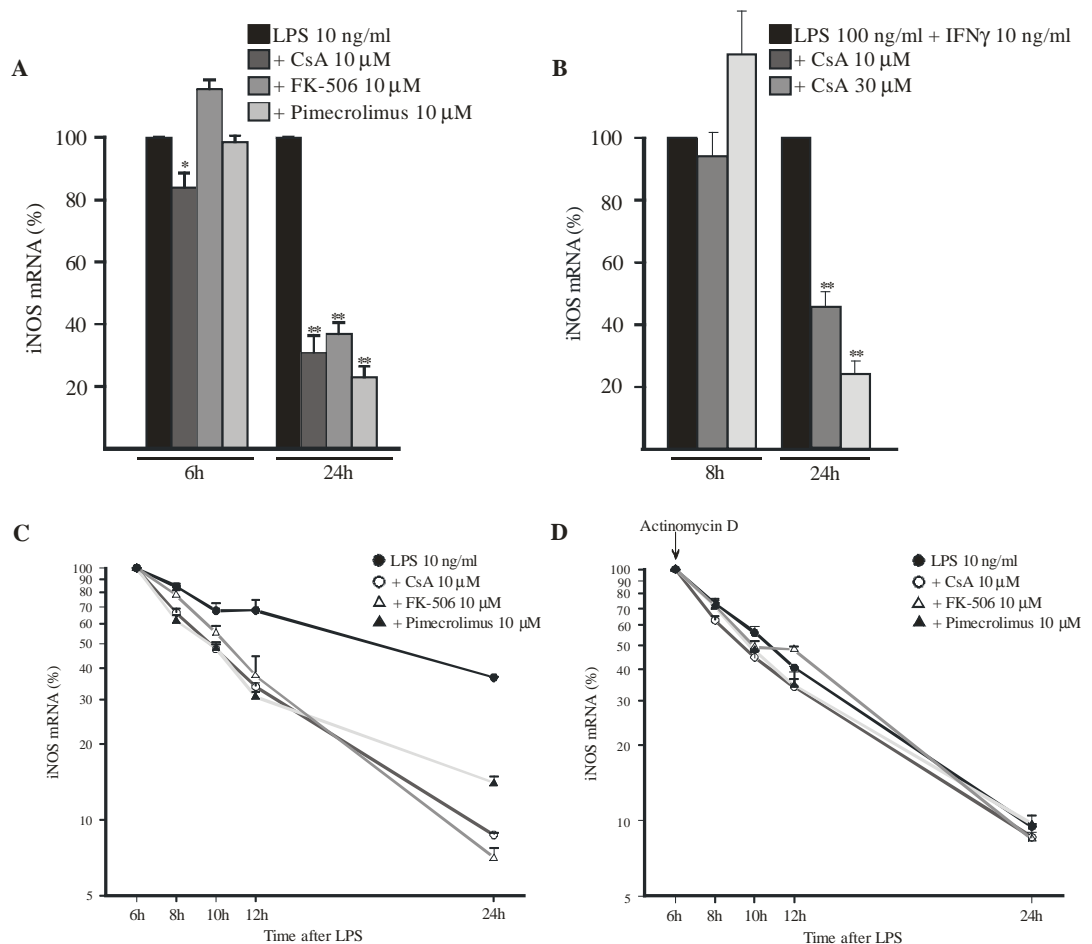 A
LPS 10 ng/ml
+ CsA 10 μM
+ FK-506 10 μM
+ Pimecrolimus 10 μM
iNOS mRNA (%)
100
80
60
40
20
*
**
**
**
6h
24h
B
LPS 100 ng/ml + IFNγ 10 ng/ml
+ CsA 10 μM
+ CsA 30 μM
iNOS mRNA (%)
100
80
60
40
20
**
**
8h
24h
C
LPS 10 ng/ml
+ CsA 10 μM
+ FK-506 10 μM
+ Pimecrolimus 10 μM
iNOS mRNA (%)
100
90
80
70
60
50
40
30
20
10
5
6h
8h
10h
12h
24h
Time after LPS
D
Actinomycin D
LPS 10 ng/ml
+ CsA 10 μM
+ FK-506 10 μM
+ Pimecrolimus 10 μM
iNOS mRNA (%)
100
90
80
70
60
50
40
30
20
10
5
6h
8h
10h
12h
24h
Time after LPS